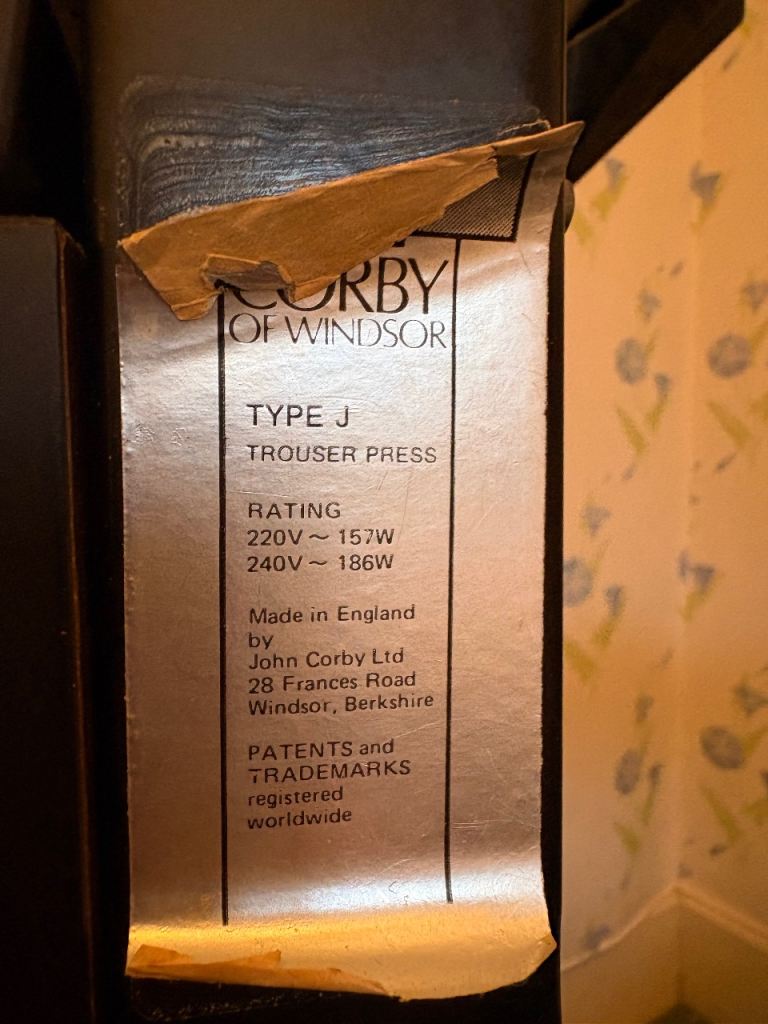 CORBY
OF WINDSOR
TYPE J
TROUSER PRESS
RATING
220V ~ 157W
240V ~ 186W
Made in England
by
John Corby Ltd
28 Frances Road
Windsor, Berkshire
PATENTS and
TRADEMARKS
registered
worldwide